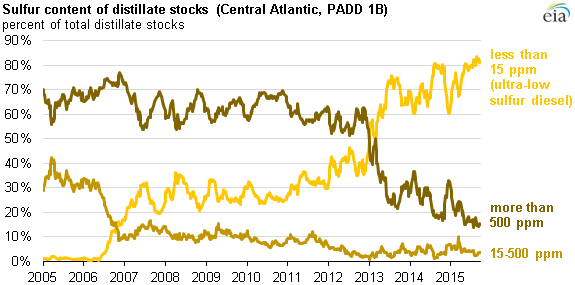 Sulfur content of distillate stocks (Central Atlantic, PADD 1B)
percent of total distillate stocks
eia
90%
80%
70%
60%
50%
40%
30%
20%
10%
0%
less than
15 ppm
(ultra-low
sulfur diesel)
more than
500 ppm
15-500 ppm
2005 2006 2007 2008 2009 2010 2011 2012 2013 2014 2015